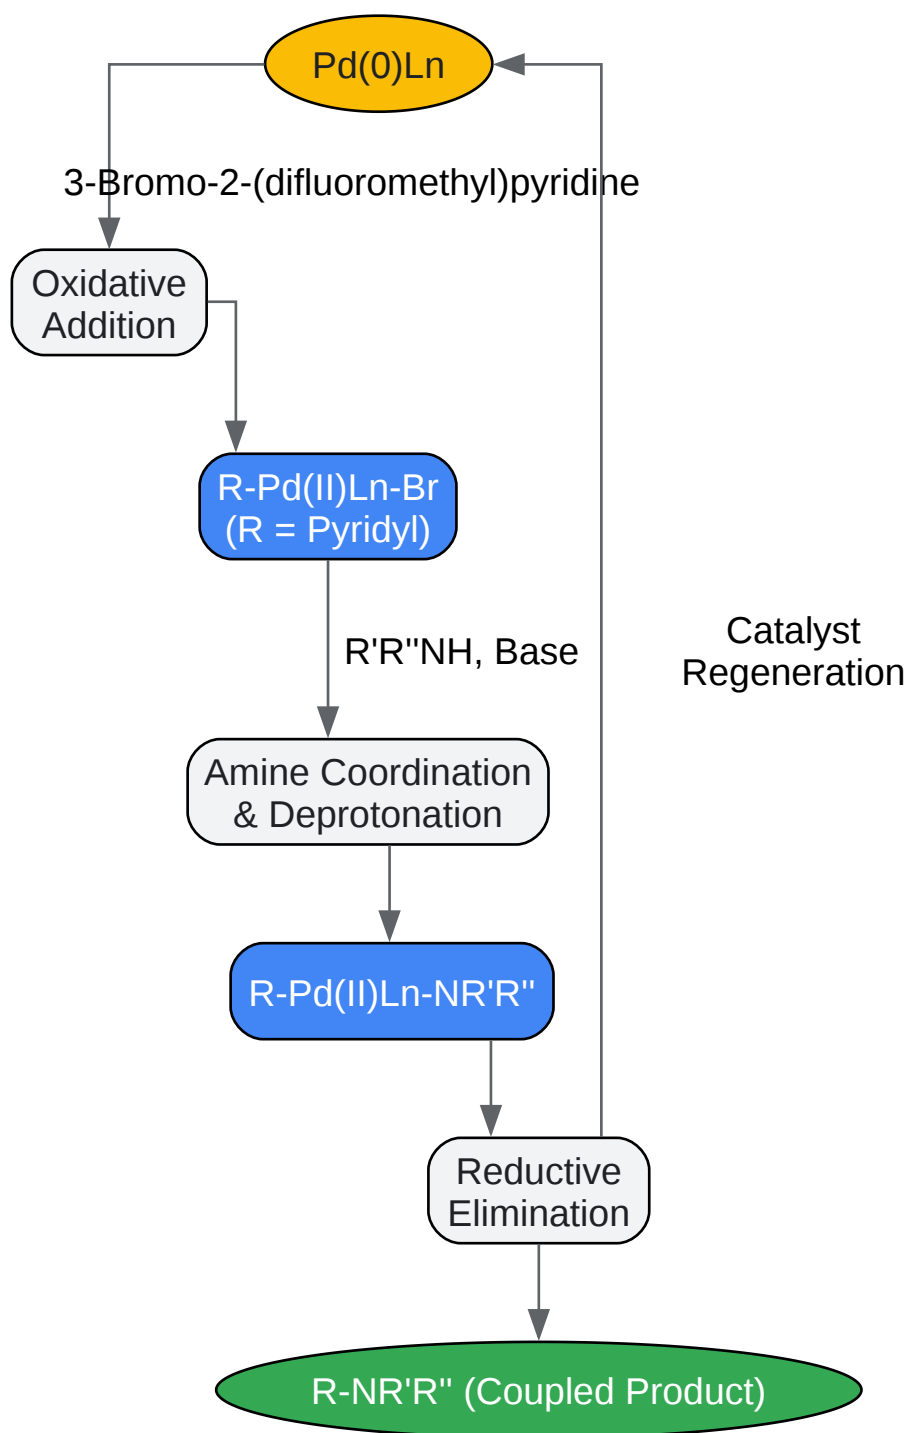 Pd(0)Ln
3-Bromo-2-(difluoromethyl)pyridine
Oxidative
Addition
R-Pd(II)Ln-Br
(R = Pyridyl)
R'R''NH, Base
Catalyst
Regeneration
Amine Coordination
& Deprotonation
R-Pd(II)Ln-NR'R''
Reductive
Elimination
R-NR'R'' (Coupled Product)